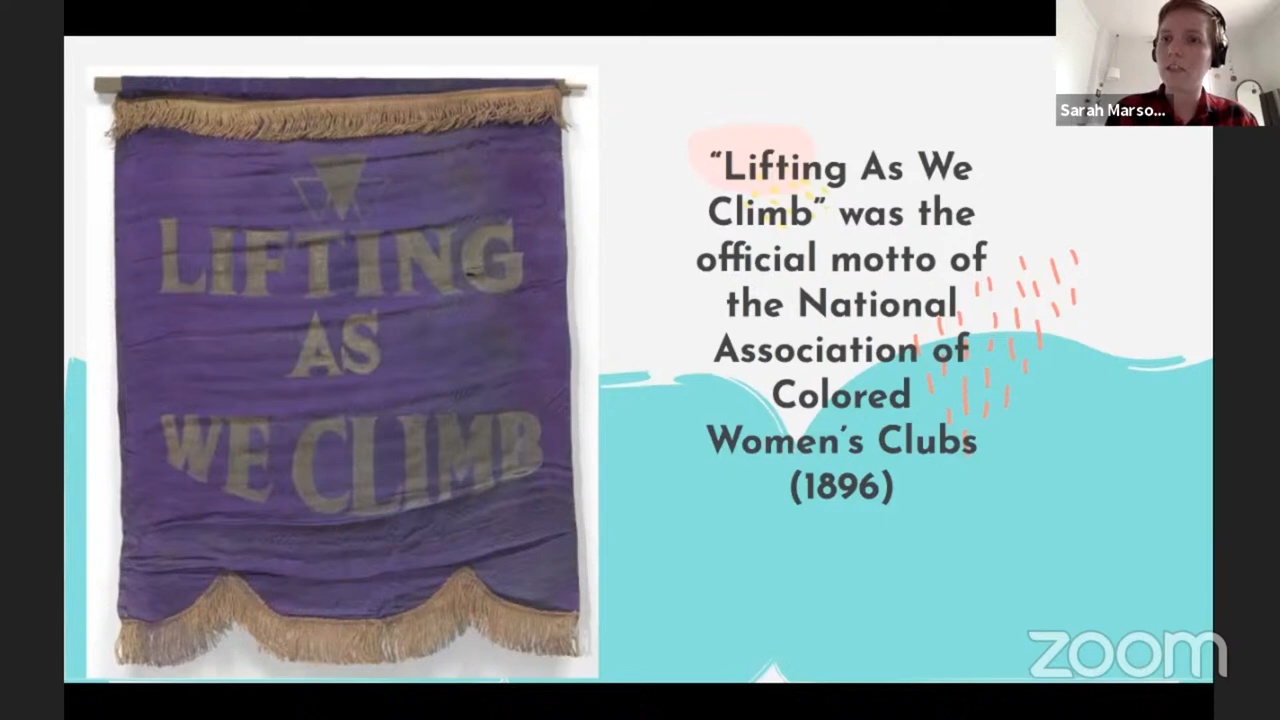 LIFTING
AS
WE CLIMB
“Lifting As We
Climb” was the
official motto of
the National
Association of
Colored
Women’s Clubs
(1896)
Sarah Marso...
zoom